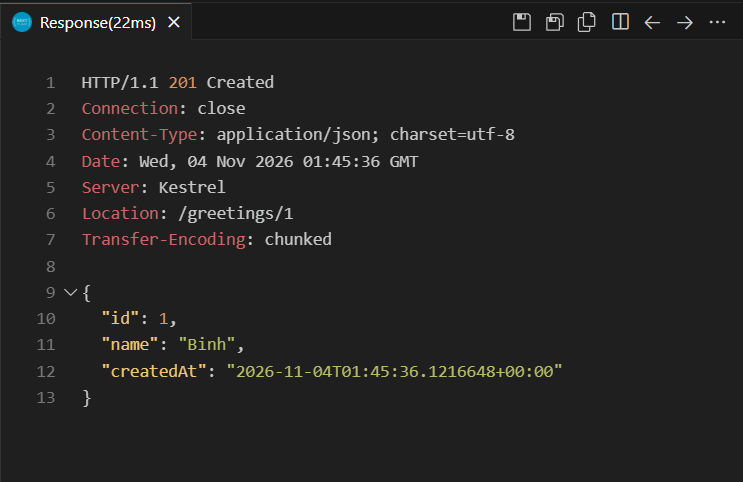 Response(22ms)
1 HTTP/1.1 201 Created
2 Connection: close
3 Content-Type: application/json; charset=utf-8
4 Date: Wed, 04 Nov 2026 01:45:36 GMT
5 Server: Kestrel
6 Location: /greetings/1
7 Transfer-Encoding: chunked
8
9 {
10 "id": 1,
11 "name": "Binh",
12 "createdAt": "2026-11-04T01:45:36.1216648+00:00"
13 }